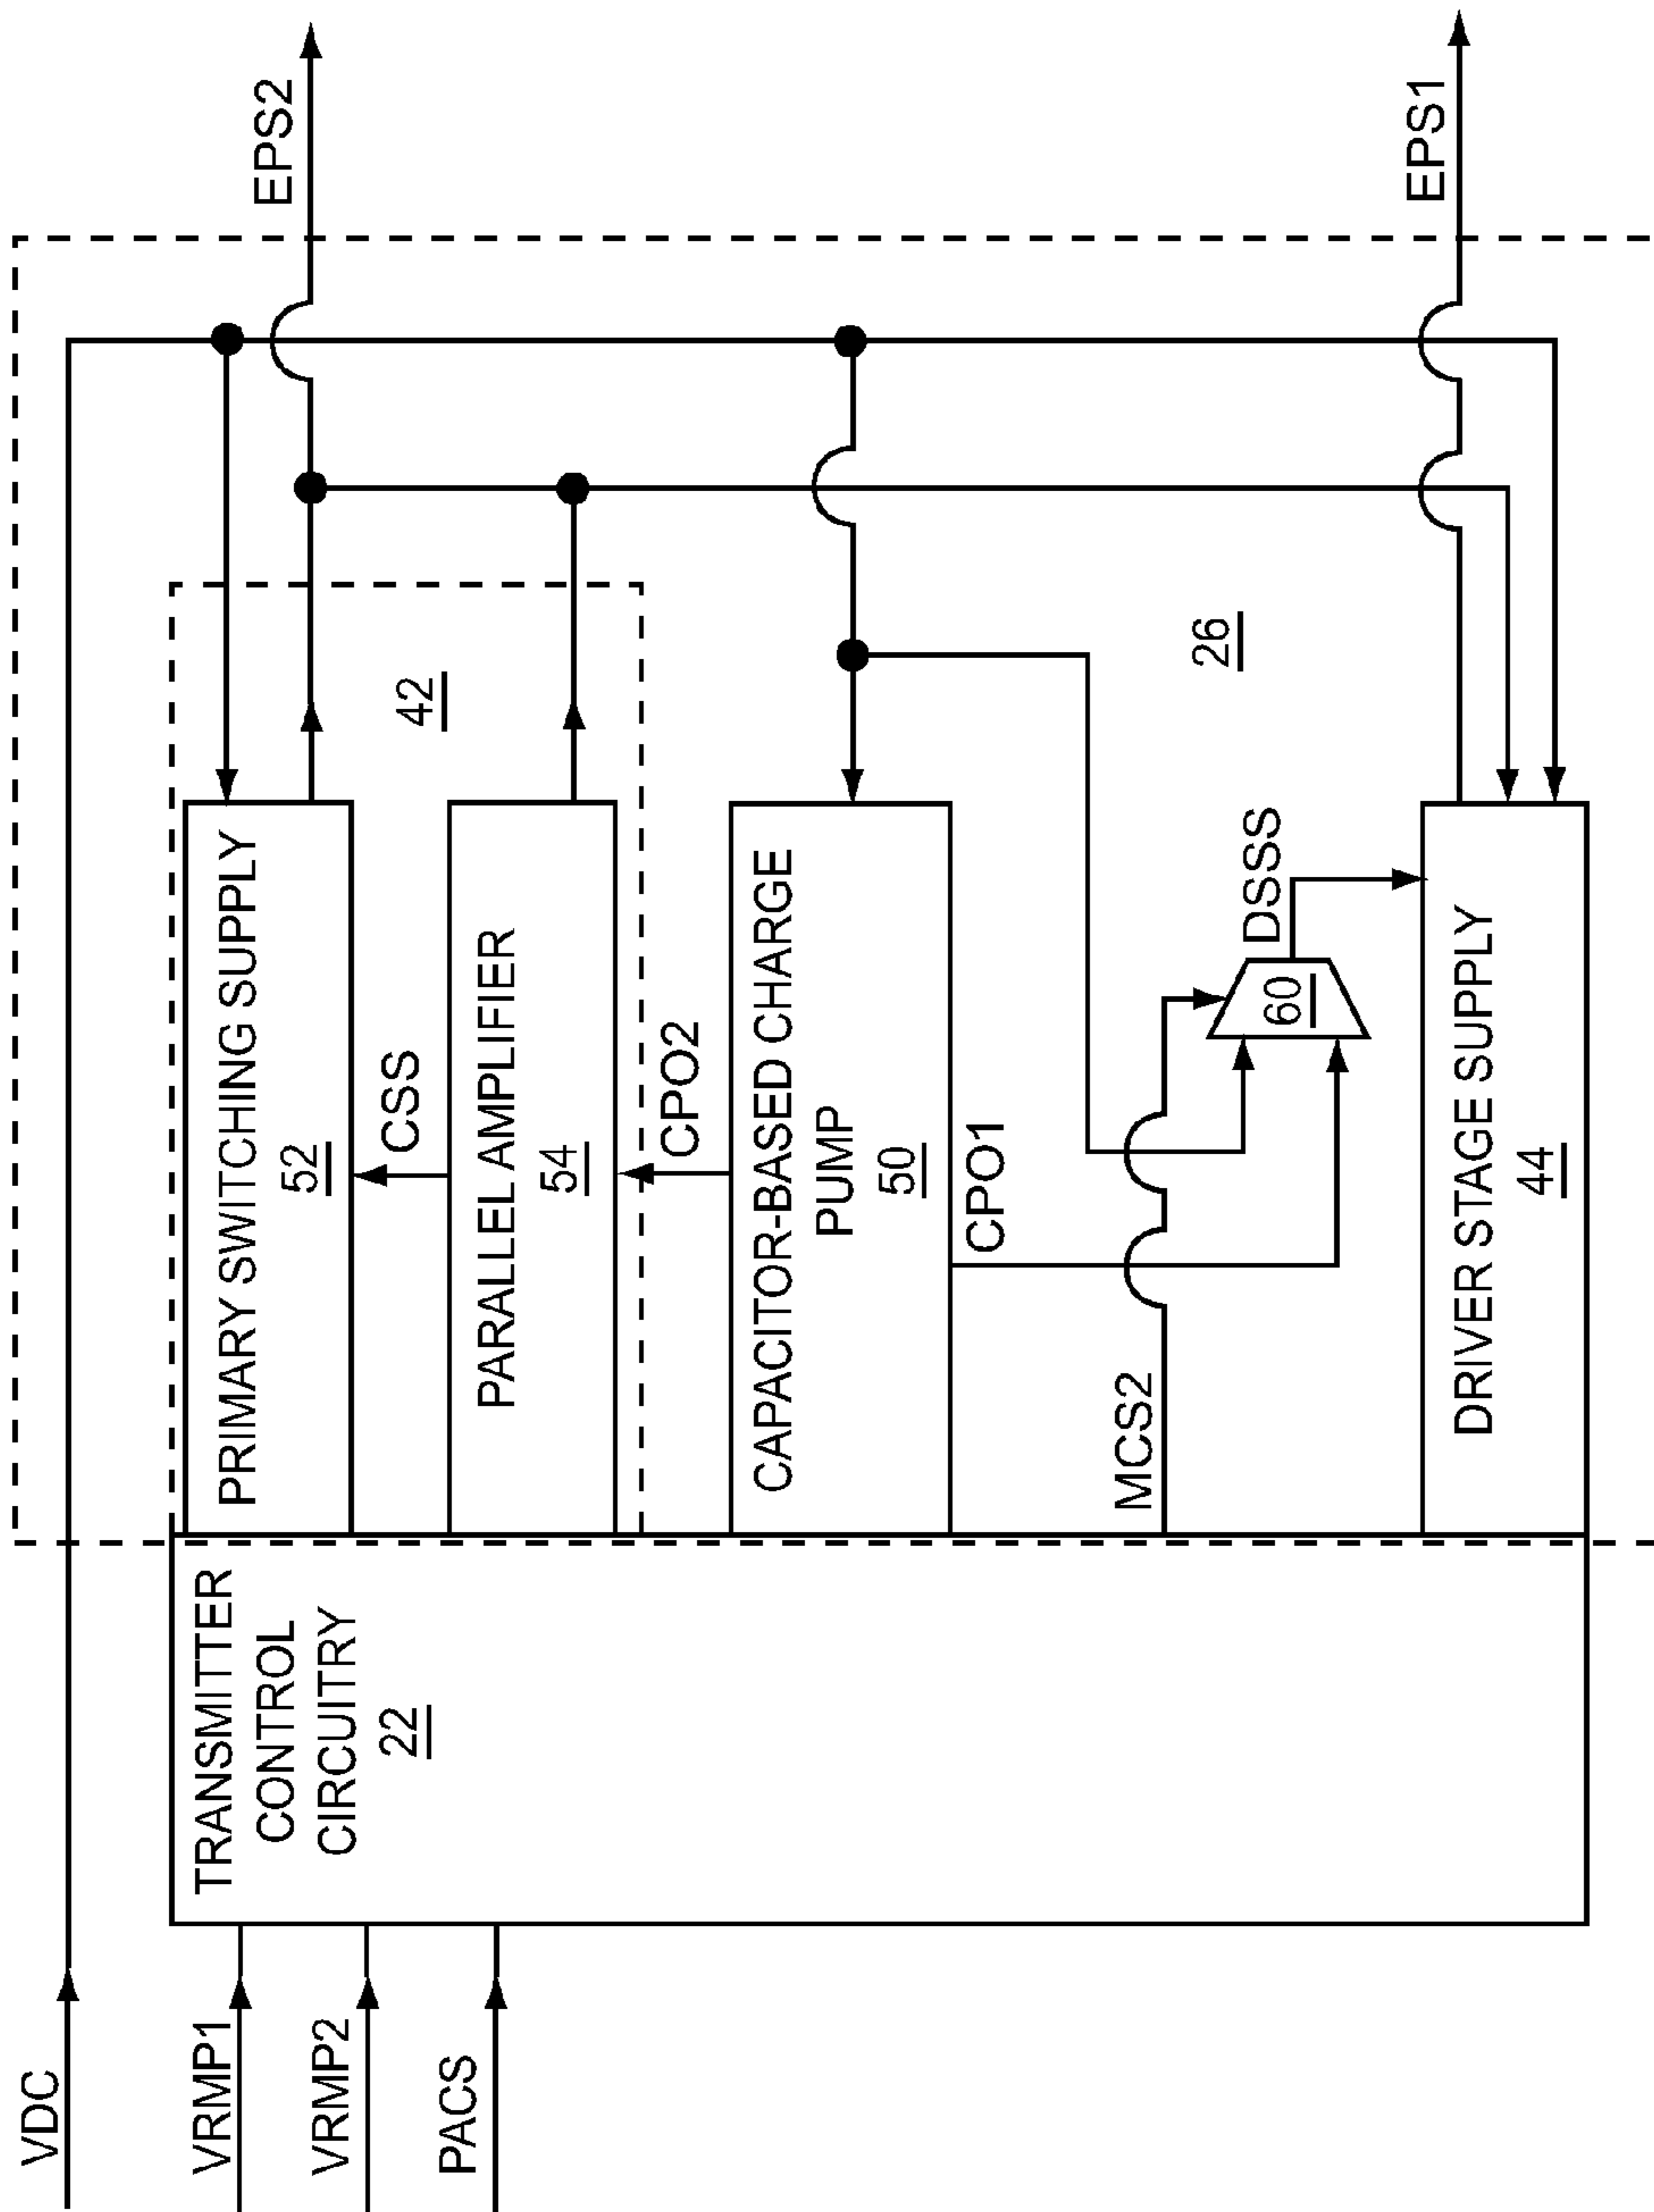 VDC
VRMP1
VRMP2
PACS
TRANSMITTER
CONTROL
CIRCUITRY
22
PRIMARY SWITCHING SUPPLY
52
CSS
PARALLEL AMPLIFIER
54
42
CPO2
CAPACITOR-BASED CHARGE
PUMP
50
CPO1
MCS2
60
DSSS
26
DRIVER STAGE SUPPLY
44
EPS2
EPS1